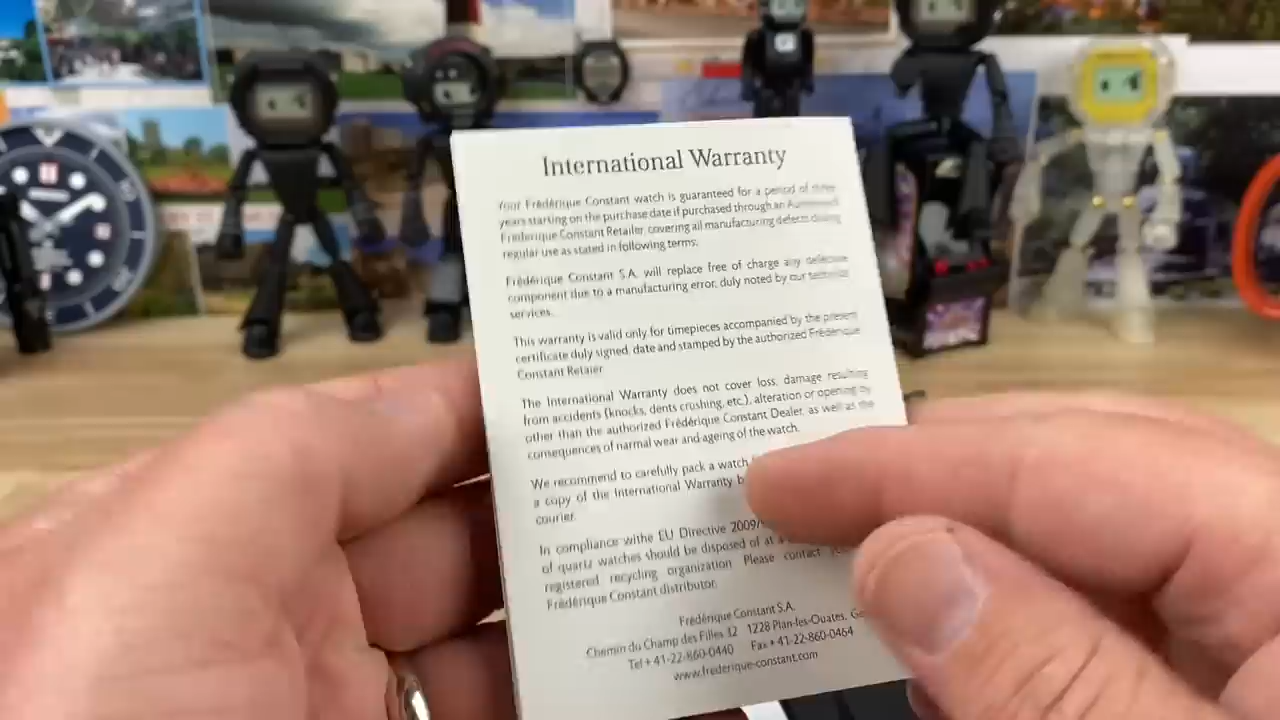 International Warranty
Your Frédérique Constant watch is guaranteed for a period of three
years starting on the purchase date if purchased through an Authorised
Frédérique Constant Retailer, covering all manufacturing defects during
regular use as stated in following terms:
Frédérique Constant S.A. will replace free of charge any defective
component due to a manufacturing error, duly noted by our technical
services.
This warranty is valid only for timepieces accompanied by the present
certificate duly signed, date and stamped by the authorized Frédérique
Constant Retaier
The International Warranty does not cover loss, damage resulting
from accidents (knocks, dents crushing, etc.), alteration or opening by
other than the authorized Frédérique Constant Dealer, as well as the
consequences of normal wear and ageing of the watch.
We recommend to carefully pack a watch
a copy of the International Warranty
courier.
In compliance withe EU Directive 2009/
of quartz watches should be disposed of at a
registered recycling organization Please contact
Frédérique Constant distributor.
Frédérique Constant S.A.
Chemin du Champ des Filles 32 1228 Plan-les-Ouates,
Tel + 41-22-860-0440 Fax + 41-22-860-0464
www.frederique-constant.com